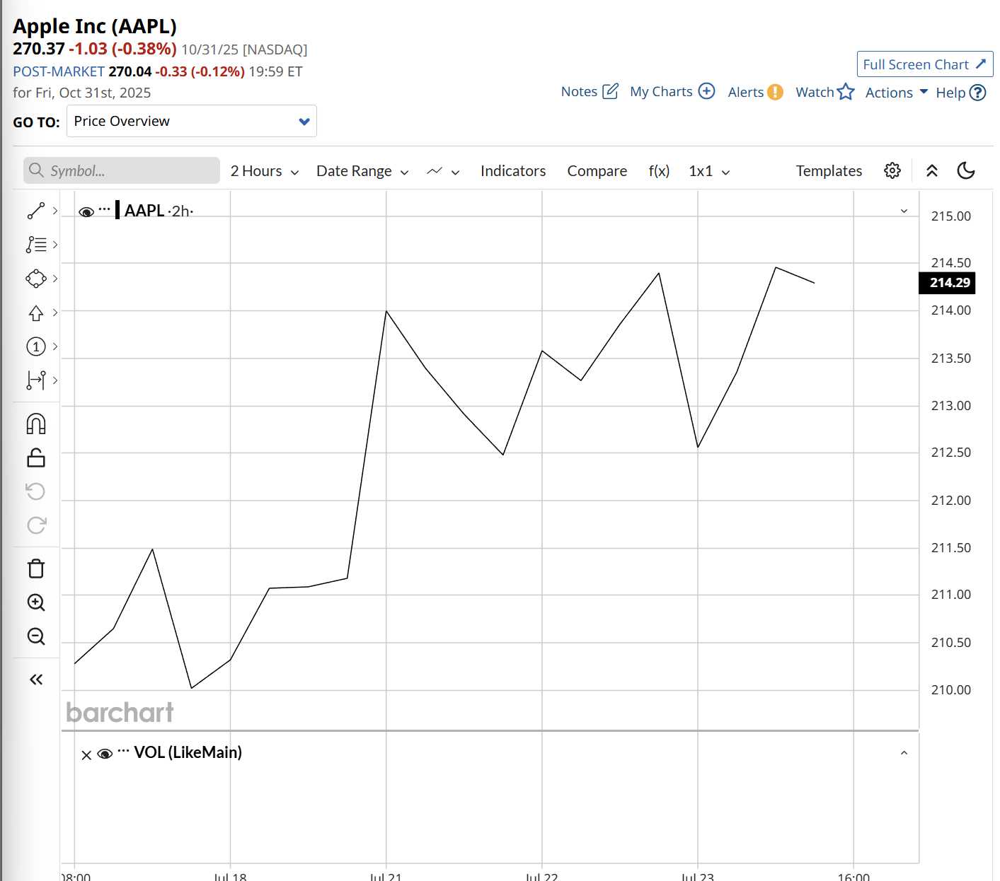 Apple Inc (AAPL)
270.37 -1.03 (-0.38%) 10/31/25 [NASDAQ]
POST-MARKET 270.04 -0.33 (-0.12%) 19:59 ET
for Fri, Oct 31st, 2025
Full Screen Chart
Notes My Charts Alerts Watch Actions Help
GO TO: Price Overview
Symbol... 2 Hours Date Range Indicators Compare f(x) 1x1 Templates
AAPL ·2h·
215.00
214.50
214.29
214.00
213.50
213.00
212.50
212.00
211.50
211.00
210.50
210.00
1
barchart
VOL (LikeMain)
08:00 Jul 18 Jul 21 Jul 22 Jul 23 16:00